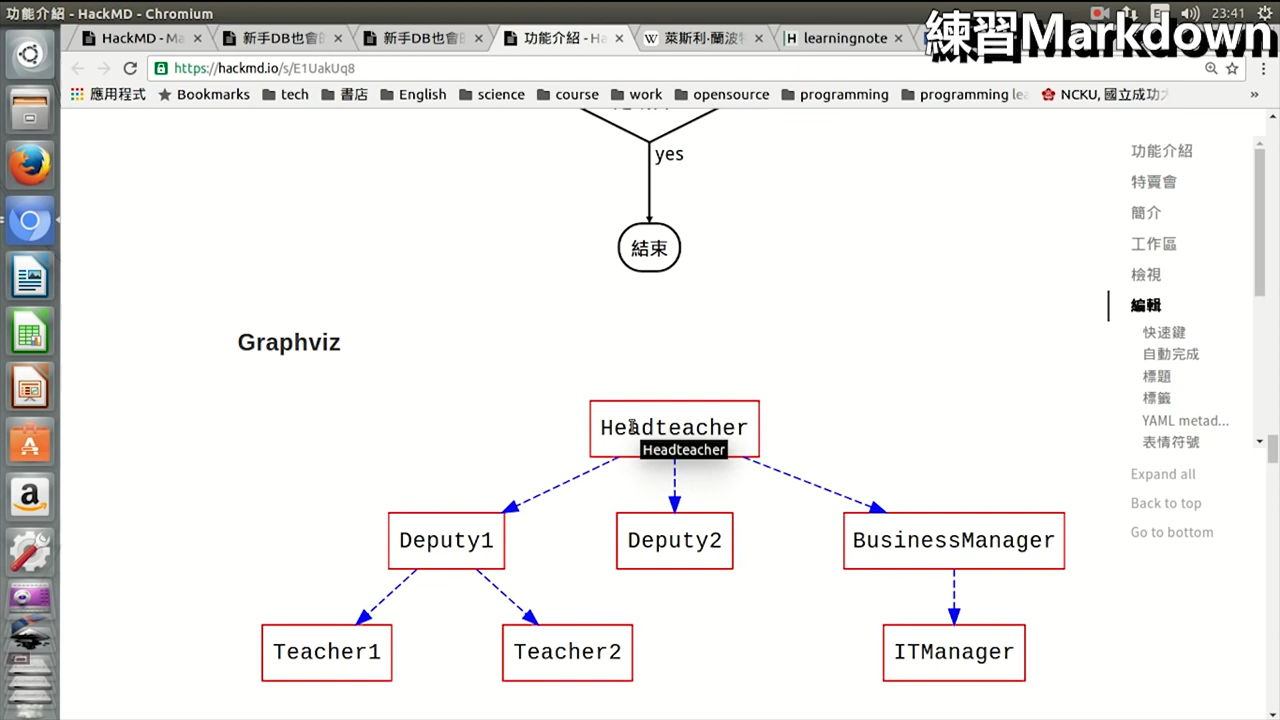 功能介紹 - HackMD - Chromium
23:41
練習Markdown
HackMD - Ma
新手DB也會的
新手DB也會的
功能介紹 - Ha
W 萊斯利·蘭波特
H learningnote
https://hackmd.io/s/E1UakUq8
應用程式 Bookmarks tech 書店 English science course work opensource programming programming lea NCKU, 國立成功大
yes
結束
Graphviz
Headteacher
Headteacher
Deputy1 Deputy2 BusinessManager
Teacher1 Teacher2 ITManager
功能介紹
特賣會
簡介
工作區
檢視
編輯
快速鍵
自動完成
標題
標籤
YAML metad...
表情符號
Expand all
Back to top
Go to bottom